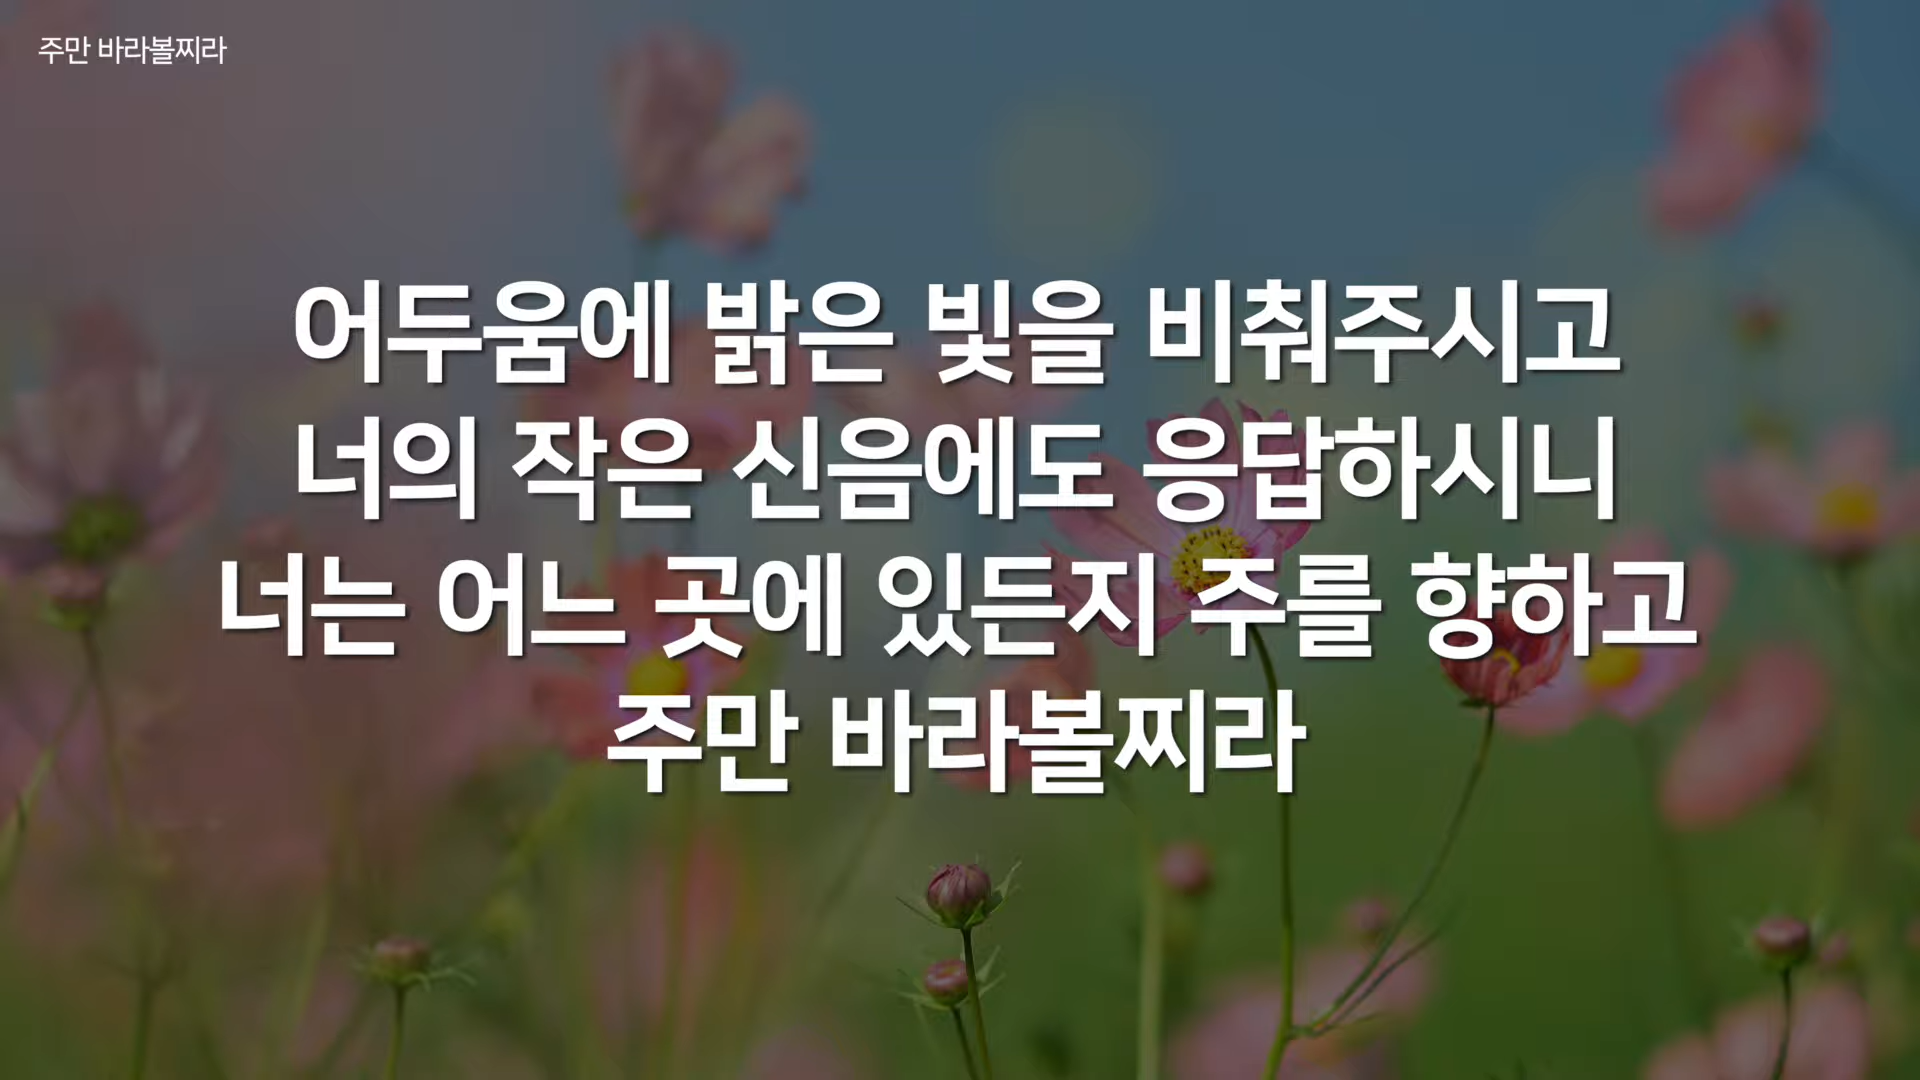 주만 바라볼찌라
어두움에 밝은 빛을 비춰주시고
너의 작은 신음에도 응답하시니
너는 어느 곳에 있든지 주를 향하고
주만 바라볼찌라